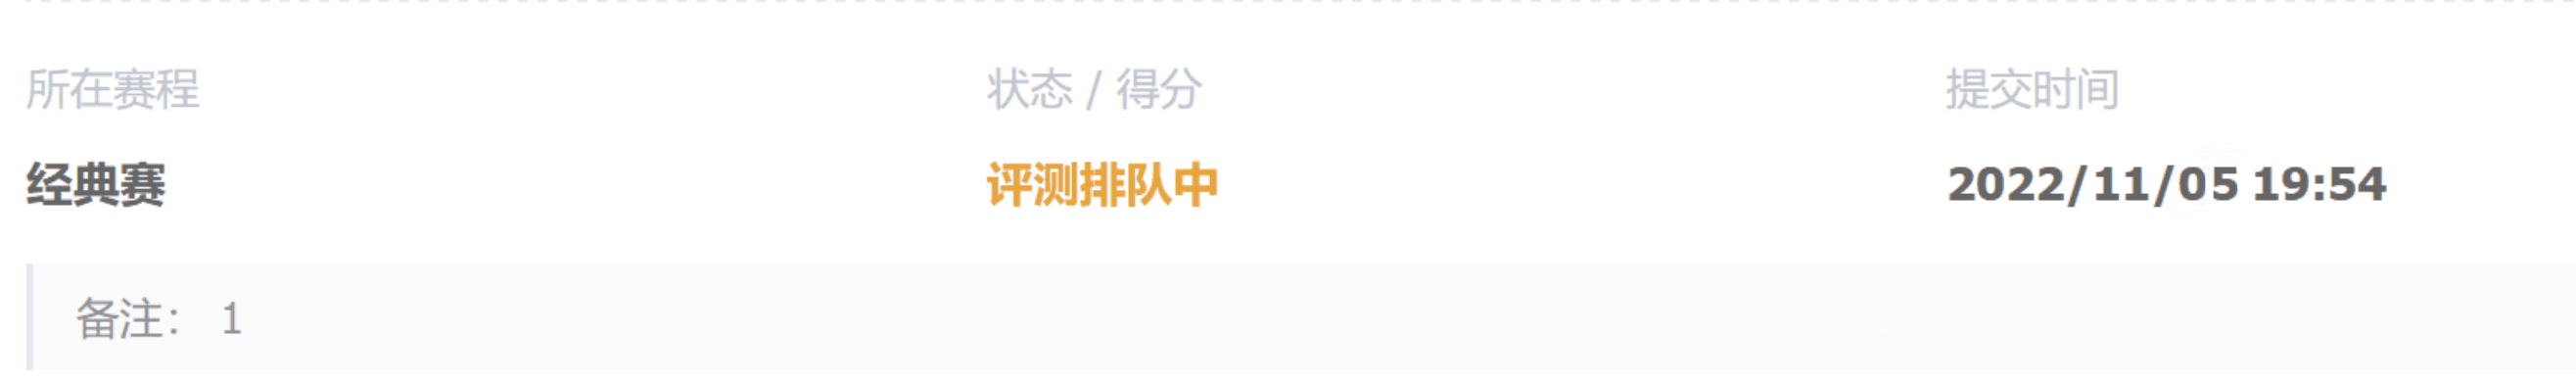 所在赛程 状态 / 得分 提交时间
经典赛 评测排队中 2022/11/05 19:54
备注： 1